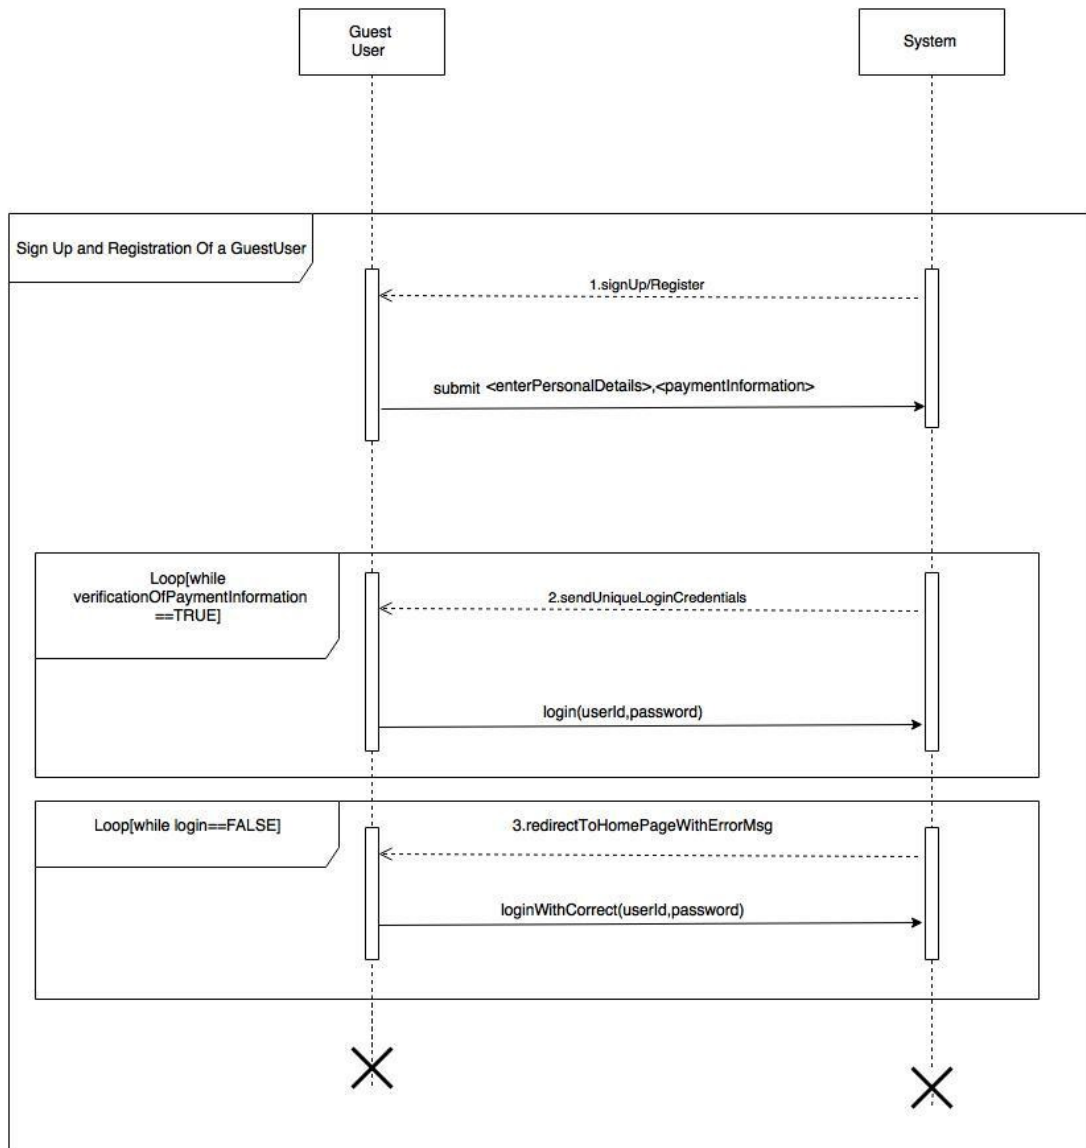 Guest
User
System
Sign Up and Registration Of a GuestUser
1.signUp/Register
submit <enterPersonalDetails>,<paymentInformation>
Loop[while
verificationOfPaymentInformation
==TRUE]
2.sendUniqueLoginCredentials
login(userId,password)
Loop[while login==FALSE]
3.redirectToHomePageWithErrorMsg
loginWithCorrect(userId,password)